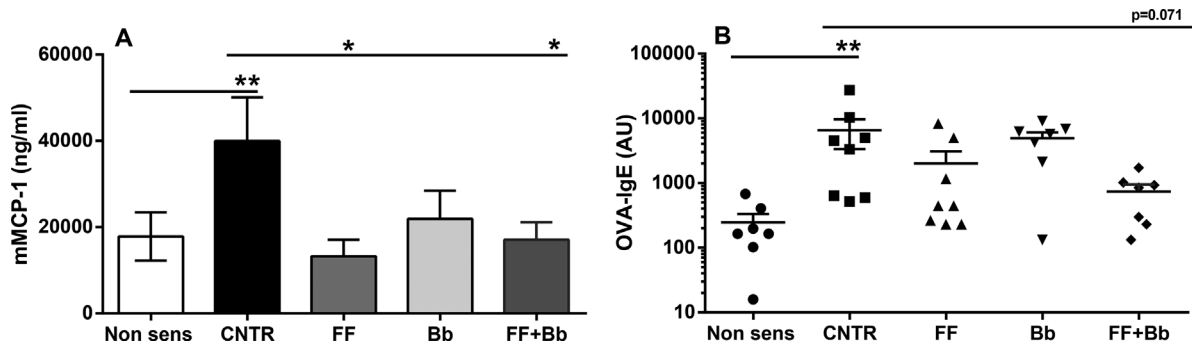 A
mMCP-1 (ng/ml)
60000
40000
20000
0
**
*
*
Non sens CNTR FF Bb FF+Bb
p=0.071
B
OVA-IgE (AU)
100000
10000
1000
100
10
**
Non sens CNTR FF Bb FF+Bb